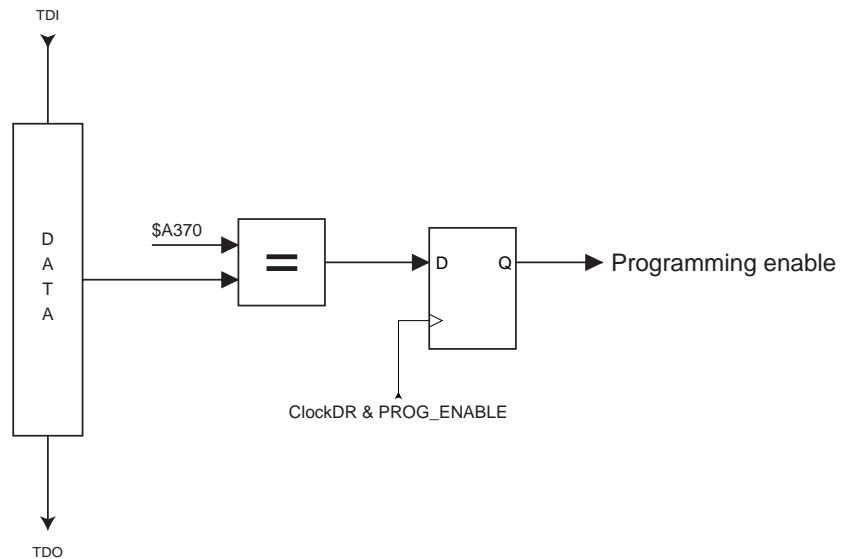 TDI
D
A
T
A
$A370
=
D
Q
Programming enable
ClockDR & PROG_ENABLE
TDO